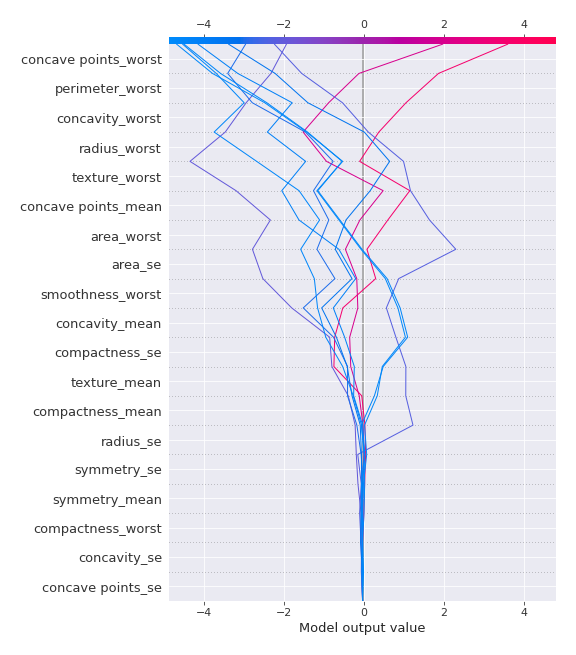 −4 −2 0 2 4
concave points_worst
perimeter_worst
concavity_worst
radius_worst
texture_worst
concave points_mean
area_worst
area_se
smoothness_worst
concavity_mean
compactness_se
texture_mean
compactness_mean
radius_se
symmetry_se
symmetry_mean
compactness_worst
concavity_se
concave points_se
−4 −2 0 2 4
Model output value